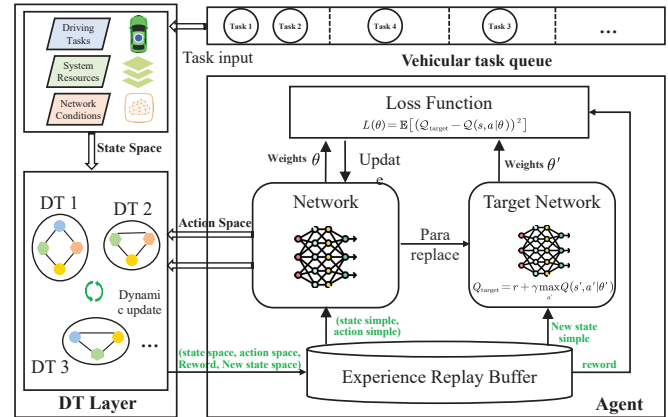 Driving
Tasks
System
Resources
Network
Conditions
Task input
Task 1
Task 2
Task 4
Task 3
...
Vehicular task queue
State Space
DT 1
DT 2
Dynami
c update
DT 3
...
DT Layer
Action Space
Loss Function
L(θ) = 𝔼[(Q_target − Q(s,a|θ))²]
Weights θ
Updat
e
Weights θ′
Network
Para
replace
Target Network
Q_target = r + γ max_a′ Q(s′,a′|θ′)
(state simple,
action simple)
New state
simple
(state space, action space,
Reword, New state space)
Experience Replay Buffer
reword
Agent